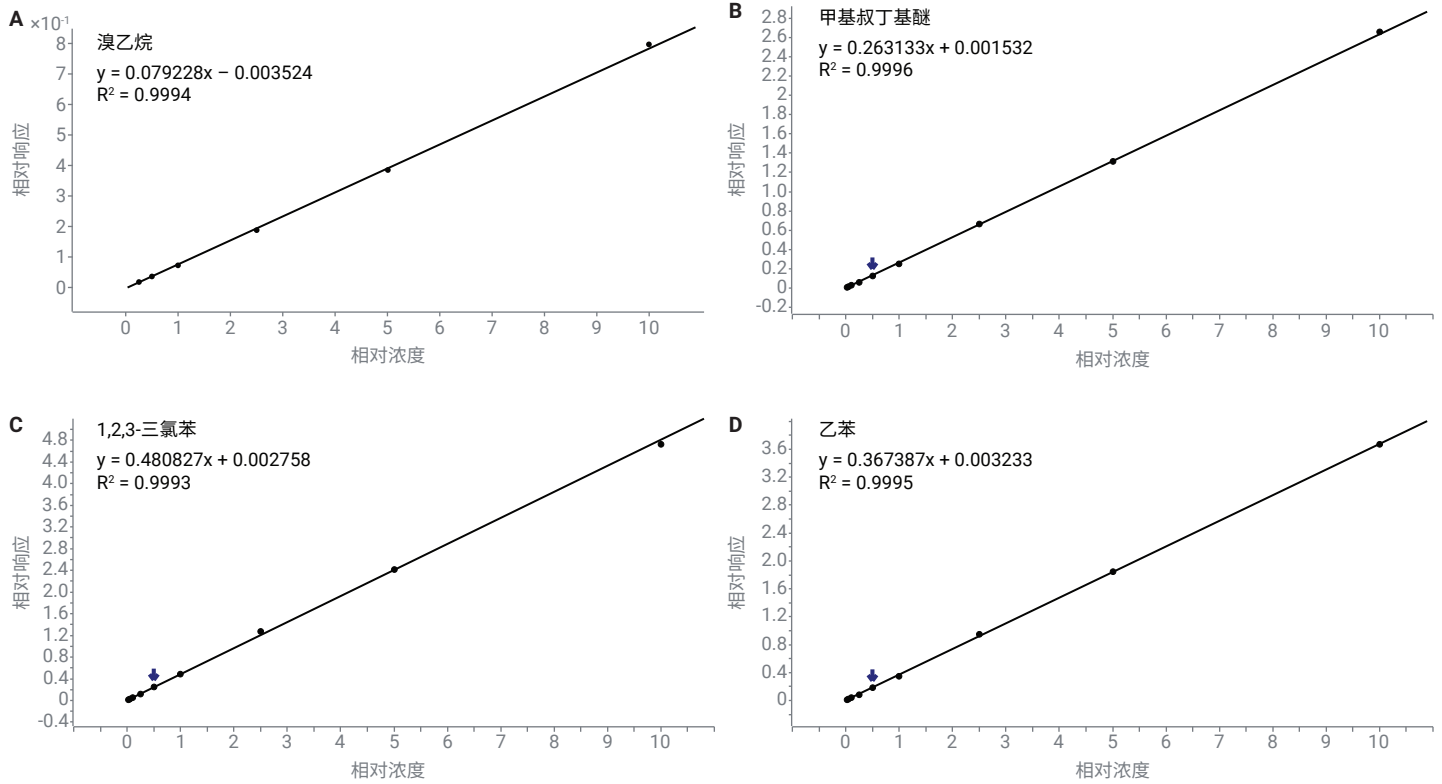 A
×10-1
溴乙烷
y = 0.079228x − 0.003524
R2 = 0.9994
8
7
6
5
4
3
2
1
0
相对响应
0 1 2 3 4 5 6 7 8 9 10
相对浓度
B
甲基叔丁基醚
y = 0.263133x + 0.001532
R2 = 0.9996
2.8
2.6
2.4
2.2
2
1.8
1.6
1.4
1.2
1.0
0.8
0.6
0.4
0.2
0
-0.2
相对响应
0 1 2 3 4 5 6 7 8 9 10
相对浓度
C
1,2,3-三氯苯
y = 0.480827x + 0.002758
R2 = 0.9993
4.8
4.4
4.0
3.6
3.2
2.8
2.4
2.0
1.6
1.2
0.8
0.4
0
-0.4
相对响应
0 1 2 3 4 5 6 7 8 9 10
相对浓度
D
乙苯
y = 0.367387x + 0.003233
R2 = 0.9995
3.6
3.2
2.8
2.4
2.0
1.6
1.2
0.8
0.4
0
相对响应
0 1 2 3 4 5 6 7 8 9 10
相对浓度